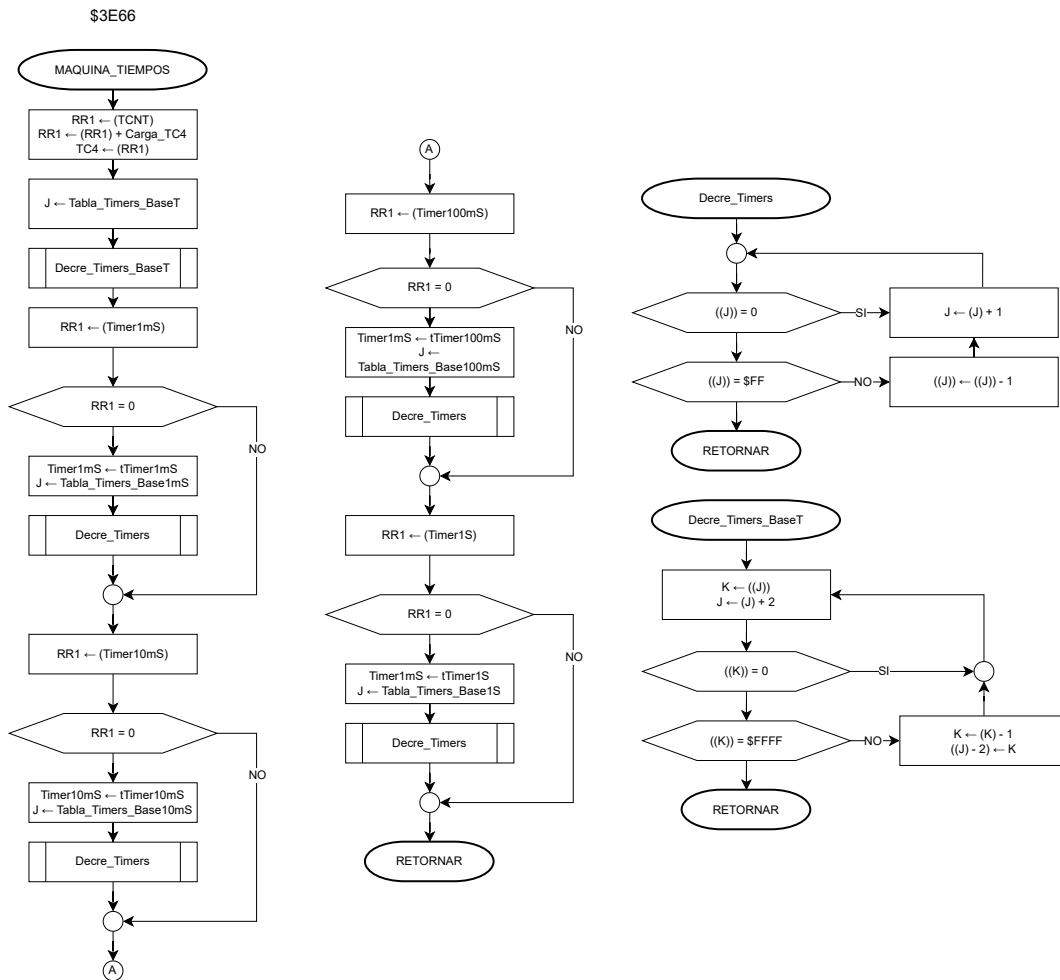 $3E66
MAQUINA_TIEMPOS
RR1 ← (TCNT)
RR1 ← (RR1) + Carga_TC4
TC4 ← (RR1)
J ← Tabla_Timers_BaseT
Decre_Timers_BaseT
RR1 ← (Timer1mS)
RR1 = 0
NO
Timer1mS ← tTimer1mS
J ← Tabla_Timers_Base1mS
Decre_Timers
RR1 ← (Timer10mS)
RR1 = 0
NO
Timer10mS ← tTimer10mS
J ← Tabla_Timers_Base10mS
Decre_Timers
A
A
RR1 ← (Timer100mS)
RR1 = 0
NO
Timer1mS ← tTimer100mS
J ←
Tabla_Timers_Base100mS
Decre_Timers
RR1 ← (Timer1S)
RR1 = 0
NO
Timer1mS ← tTimer1S
J ← Tabla_Timers_Base1S
Decre_Timers
RETORNAR
Decre_Timers
((J)) = 0
SI
J ← (J) + 1
((J)) = $FF
NO
((J)) ← ((J)) - 1
RETORNAR
Decre_Timers_BaseT
K ← ((J))
J ← (J) + 2
((K)) = 0
SI
((K)) = $FFFF
NO
K ← (K) - 1
((J) - 2) ← K
RETORNAR